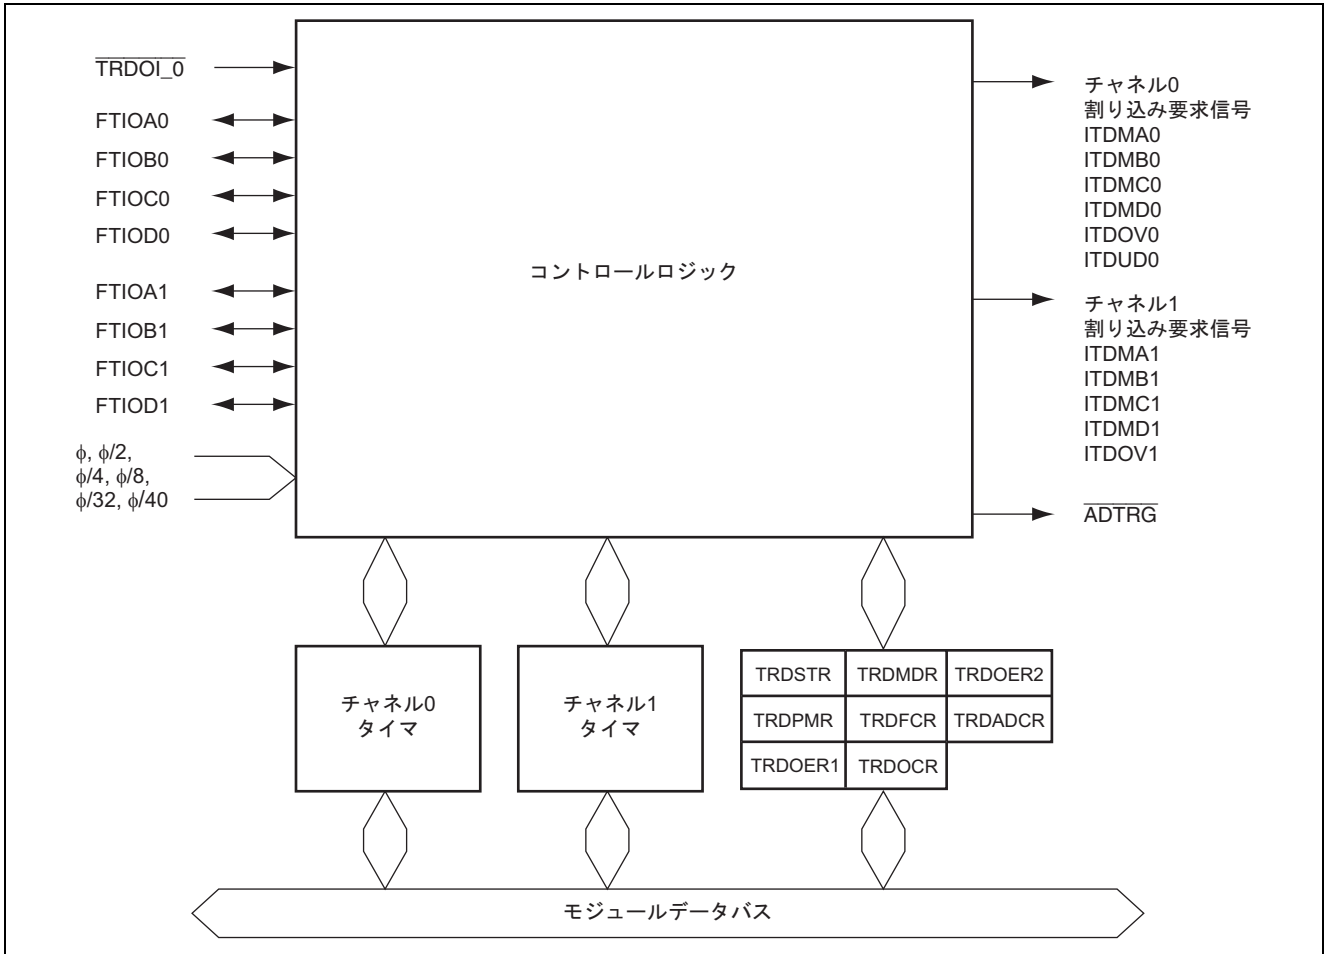 TRDOI_0
FTIOA0
FTIOB0
FTIOC0
FTIOD0
FTIOA1
FTIOB1
FTIOC1
FTIOD1
ϕ, ϕ/2,
ϕ/4, ϕ/8,
ϕ/32, ϕ/40
コントロールロジック
チャネル0
割り込み要求信号
ITDMA0
ITDMB0
ITDMC0
ITDMD0
ITDOV0
ITDUD0
チャネル1
割り込み要求信号
ITDMA1
ITDMB1
ITDMC1
ITDMD1
ITDOV1
ADTRG
チャネル0
タイマ
チャネル1
タイマ
TRDSTR TRDMDR TRDOER2
TRDPMR TRDFCR TRDADCR
TRDOER1 TRDOCR
モジュールデータバス